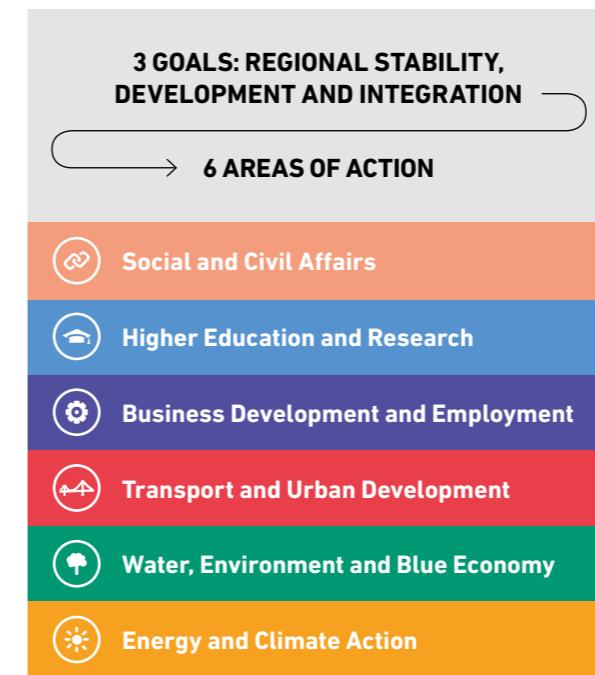 3 GOALS: REGIONAL STABILITY,
DEVELOPMENT AND INTEGRATION
6 AREAS OF ACTION
Social and Civil Affairs
Higher Education and Research
Business Development and Employment
Transport and Urban Development
Water, Environment and Blue Economy
Energy and Climate Action